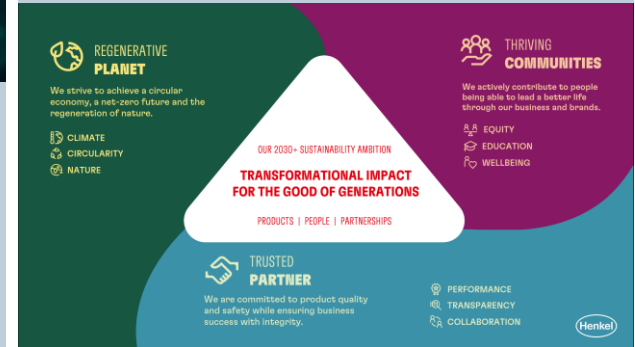 REGENERATIVE
PLANET
We strive to achieve a circular
economy, a net-zero future and the
regeneration of nature.
CLIMATE
CIRCULARITY
NATURE
THRIVING
COMMUNITIES
We actively contribute to people
being able to lead a better life
through our business and brands.
EQUITY
EDUCATION
WELLBEING
OUR 2030+ SUSTAINABILITY AMBITION
TRANSFORMATIONAL IMPACT
FOR THE GOOD OF GENERATIONS
PRODUCTS | PEOPLE | PARTNERSHIPS
TRUSTED
PARTNER
We are committed to product quality
and safety while ensuring business
success with integrity.
PERFORMANCE
TRANSPARENCY
COLLABORATION
Henkel